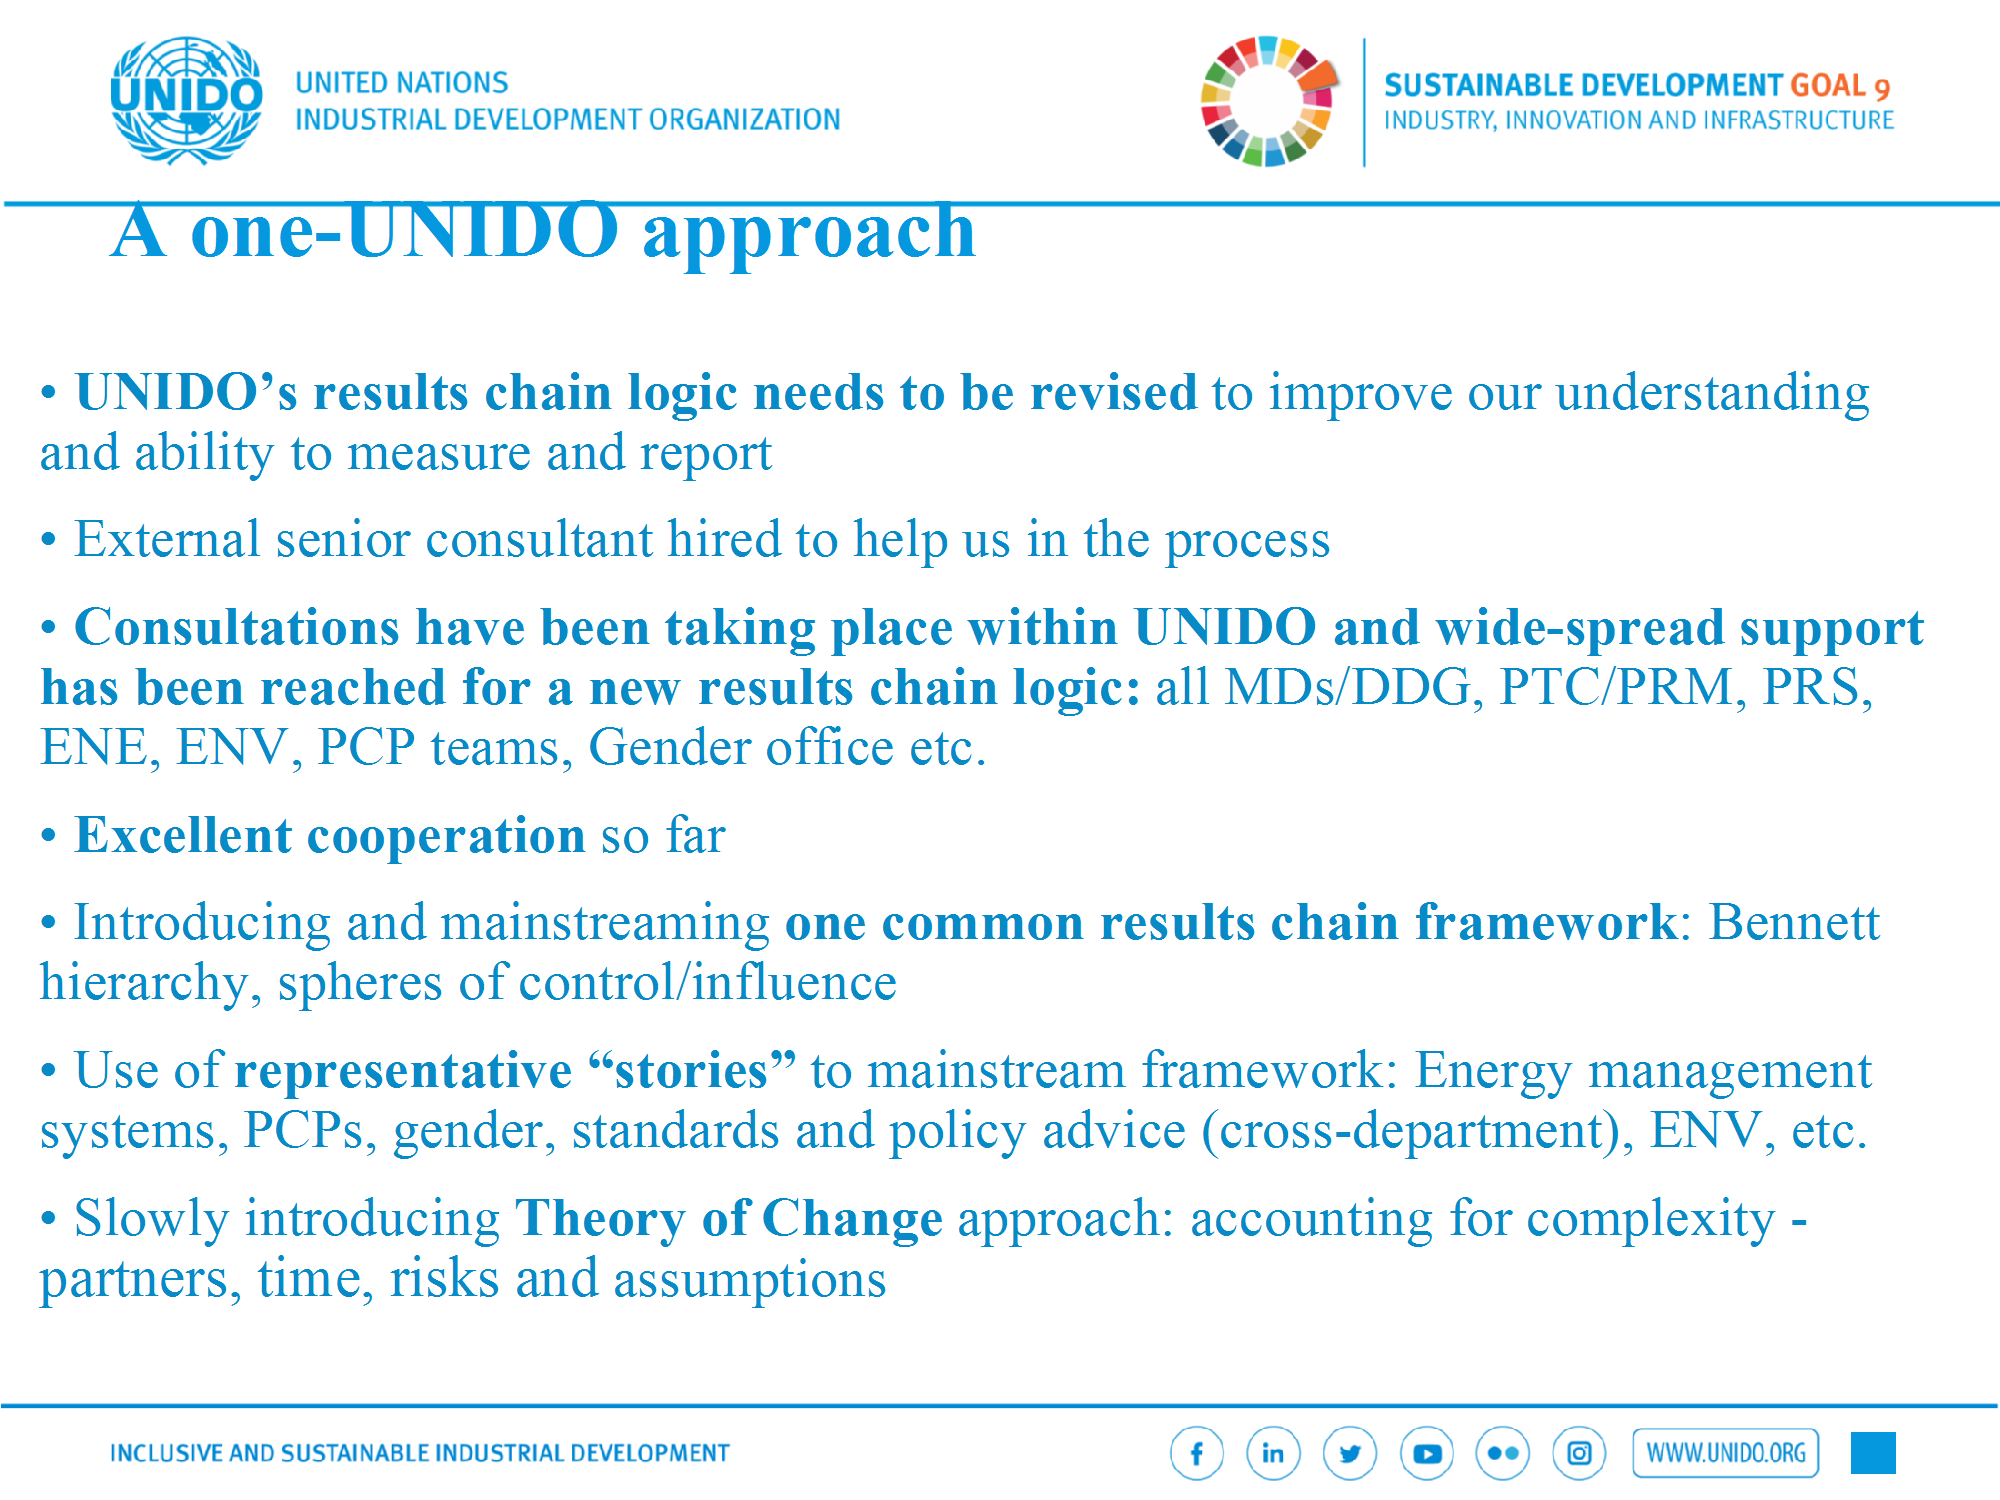 UNIDO
UNITED NATIONS
INDUSTRIAL DEVELOPMENT ORGANIZATION
SUSTAINABLE DEVELOPMENT GOAL 9
INDUSTRY, INNOVATION AND INFRASTRUCTURE
A one-UNIDO approach
• UNIDO’s results chain logic needs to be revised to improve our understanding
and ability to measure and report
• External senior consultant hired to help us in the process
• Consultations have been taking place within UNIDO and wide-spread support
has been reached for a new results chain logic: all MDs/DDG, PTC/PRM, PRS,
ENE, ENV, PCP teams, Gender office etc.
• Excellent cooperation so far
• Introducing and mainstreaming one common results chain framework: Bennett
hierarchy, spheres of control/influence
• Use of representative “stories” to mainstream framework: Energy management
systems, PCPs, gender, standards and policy advice (cross-department), ENV, etc.
• Slowly introducing Theory of Change approach: accounting for complexity -
partners, time, risks and assumptions
INCLUSIVE AND SUSTAINABLE INDUSTRIAL DEVELOPMENT
WWW.UNIDO.ORG